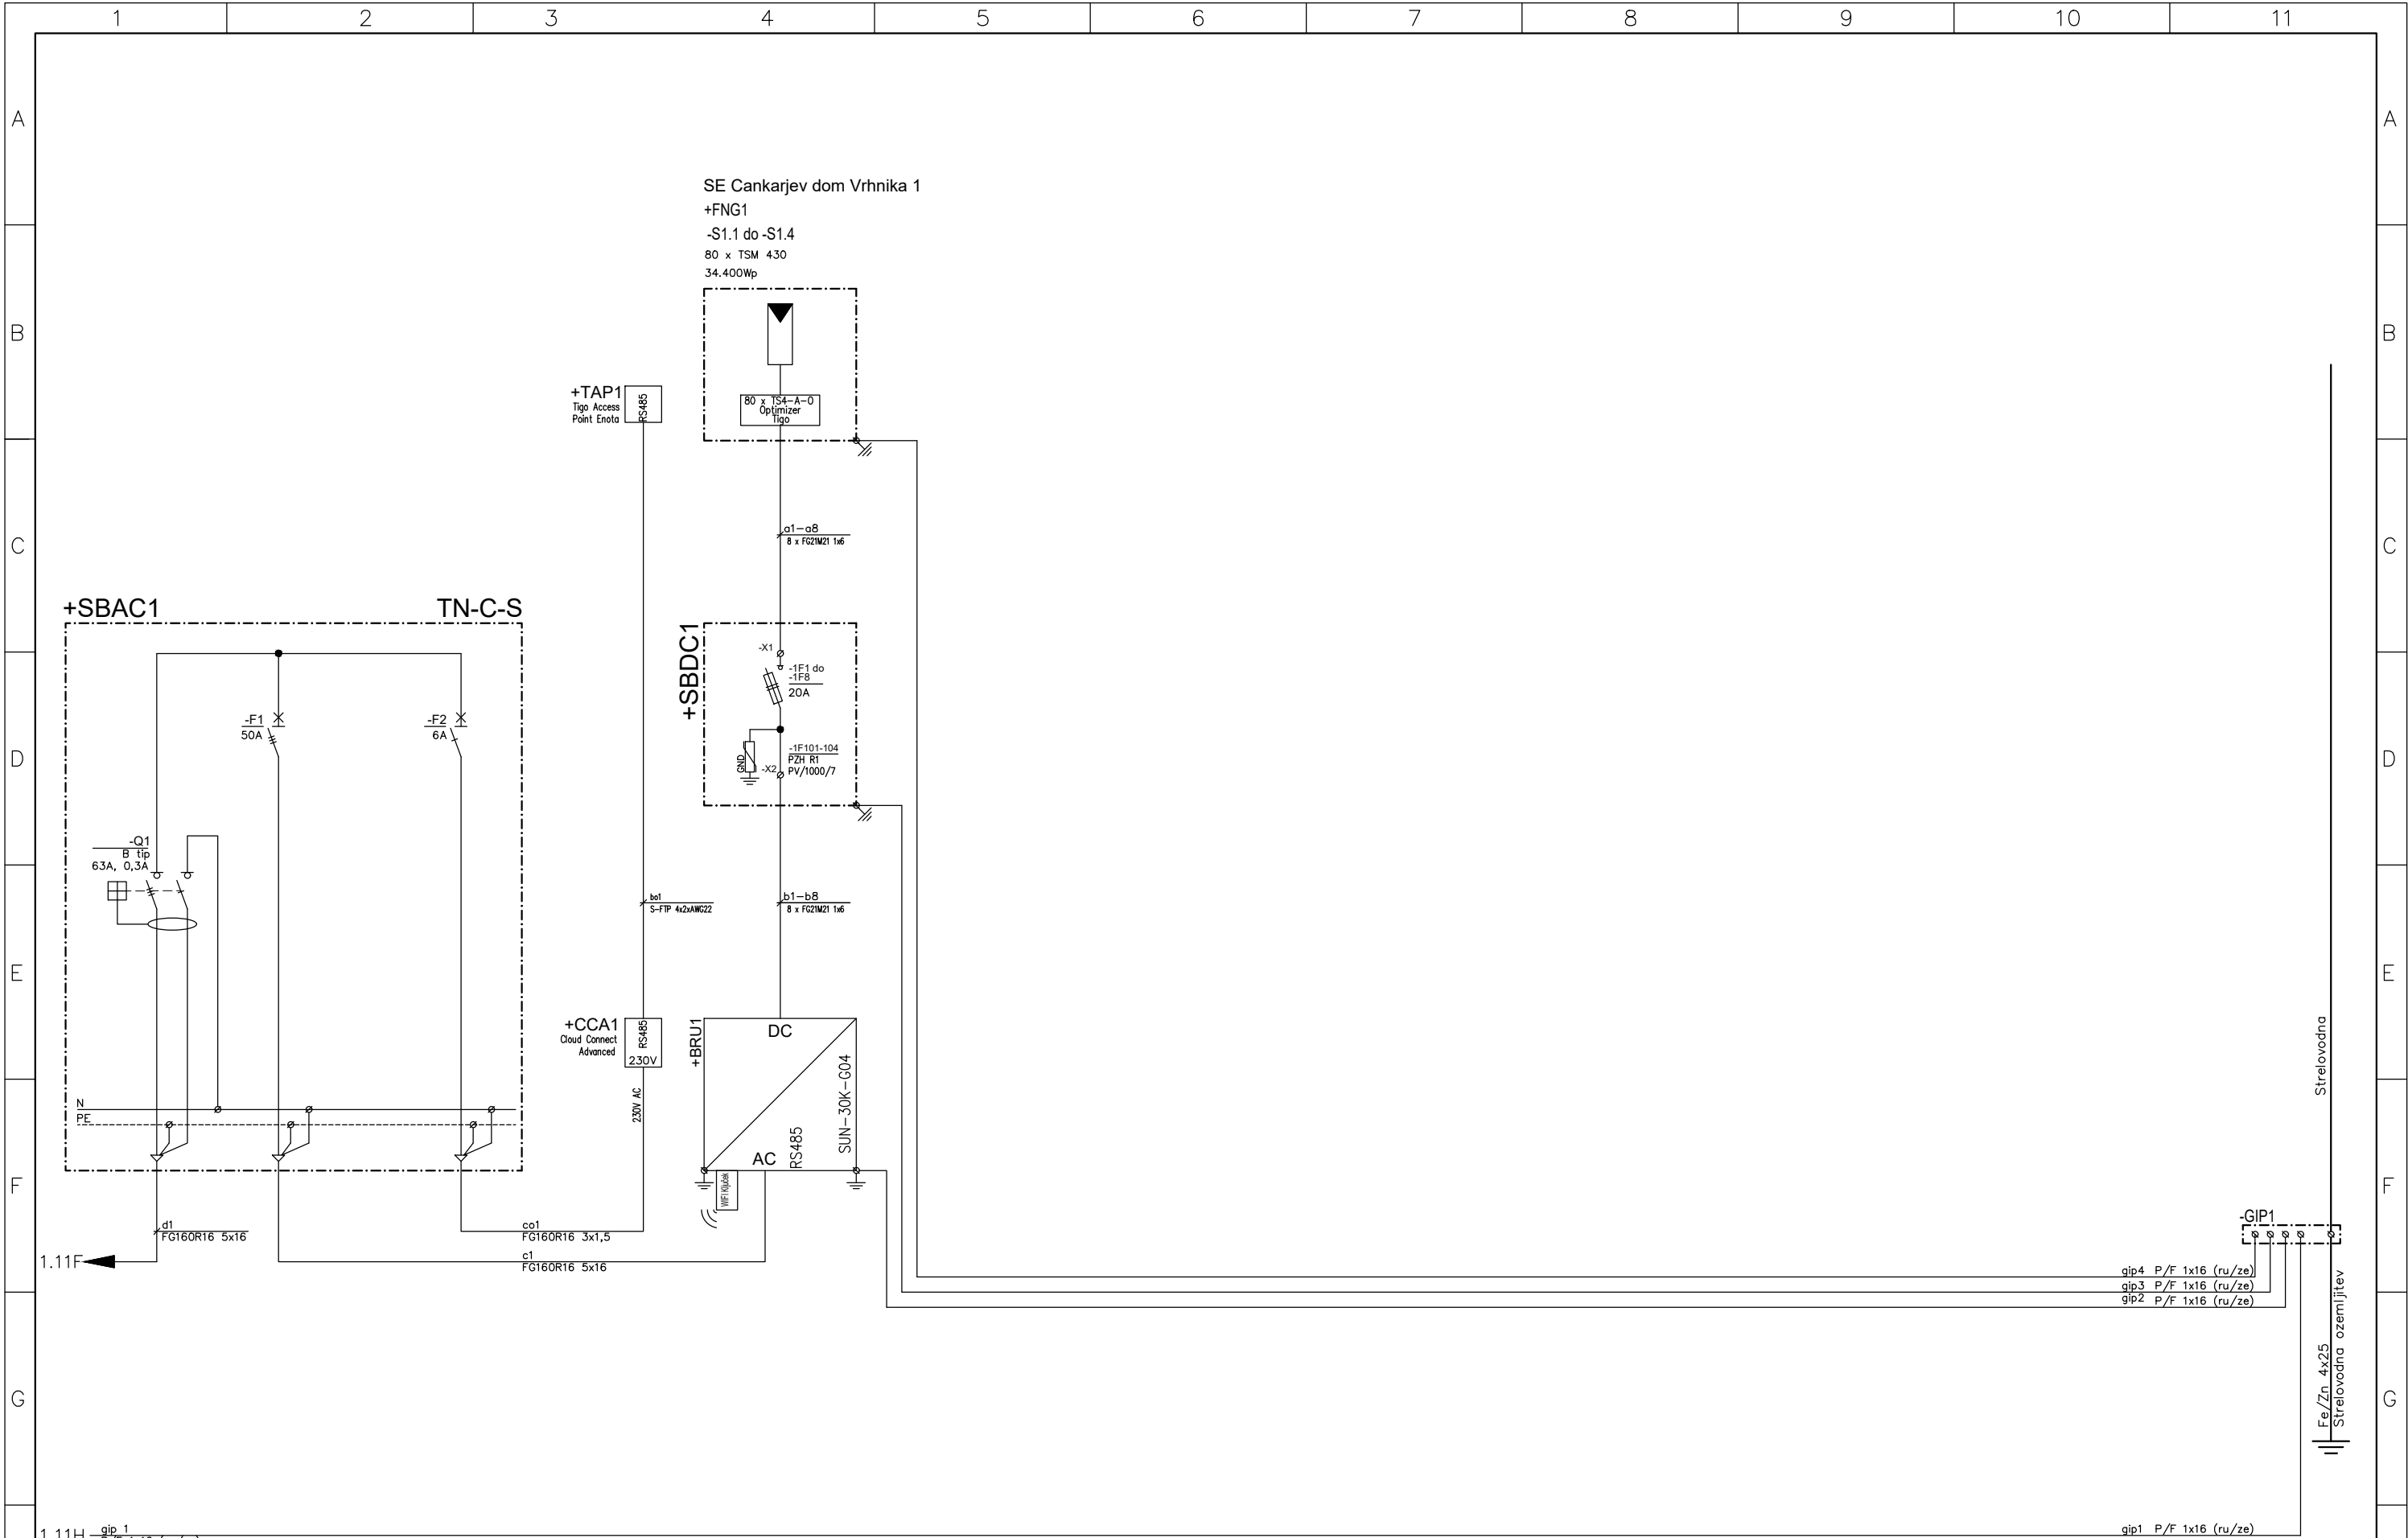 1 2 3 4 5 6 7 8 9 10 11
A A
SE Cankarjev dom Vrhnika 1
+FNG1
-S1.1 do -S1.4
80 x TSM 430
34.400Wp
B B
+TAP1
Tigo Access
Point Enota
RS485
80 x TS4-A-O
Optimizer
Tigo
C C
a1-a8
8 x FG21M21 1x6
+SBAC1 TN-C-S
+SBDC1
-X1
-1F1 do
-1F8
20A
-F1
50A
-F2
6A
D D
GND
-X2
-1F101-104
PZH R1
PV/1000/7
-Q1
B tip
63A, 0,3A
bo1
S-FTP 4x2xAWG22
b1-b8
8 x FG21M21 1x6
E E
+CCA1
Cloud Connect
Advanced
RS485
230V
230V AC
+BRU1
DC
AC
RS485
SUN-30K-G04
WIFI Ključek
Strelovodna
N
PE
F F
d1
FG16OR16 5x16
co1
FG16OR16 3x1,5
c1
FG16OR16 5x16
1.11F
-GIP1
gip4 P/F 1x16 (ru/ze)
gip3 P/F 1x16 (ru/ze)
gip2 P/F 1x16 (ru/ze)
Fe/Zn 4x25
Strelovodna ozemljitev
G G
1.11H
gip 1
gip1 P/F 1x16 (ru/ze)